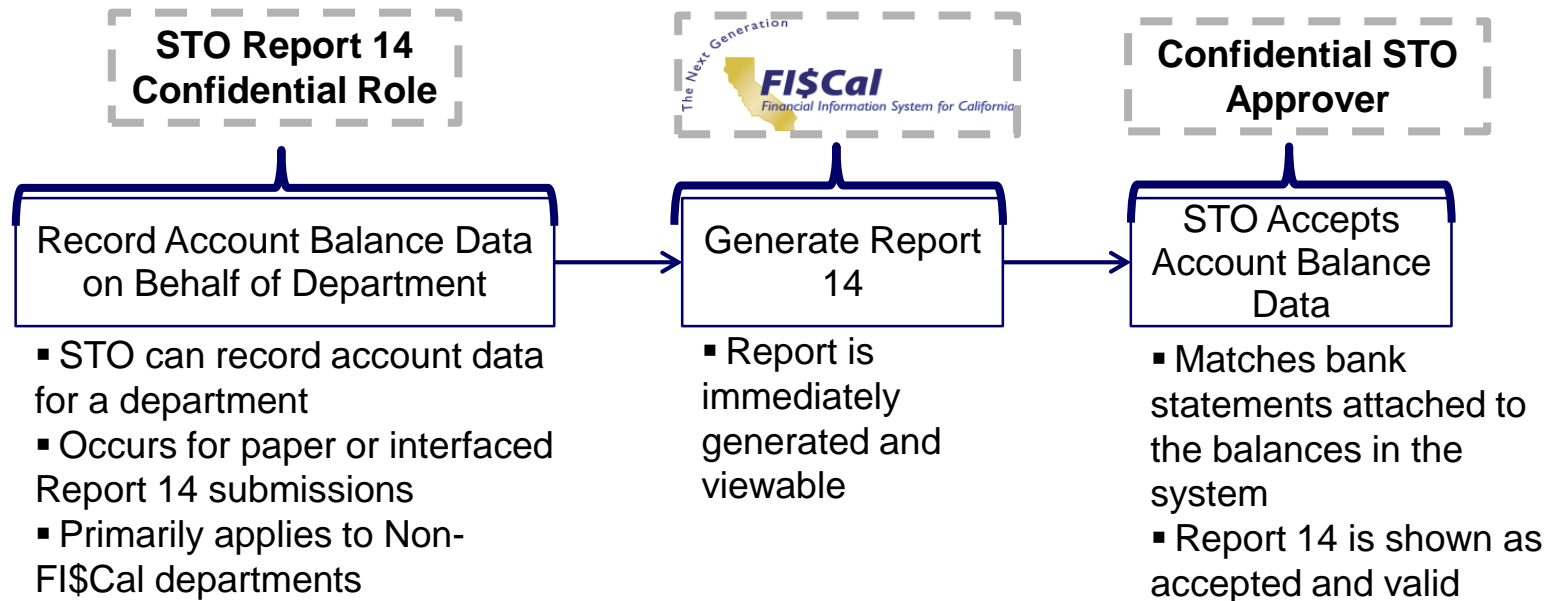 STO Report 14
Confidential Role
The Next Generation
FI$Cal
Financial Information System for California
Confidential STO
Approver
Record Account Balance Data
on Behalf of Department
Generate Report
14
STO Accepts
Account Balance
Data
▪ STO can record account data
for a department
▪ Occurs for paper or interfaced
Report 14 submissions
▪ Primarily applies to Non-
FI$Cal departments
▪ Report is
immediately
generated and
viewable
▪ Matches bank
statements attached to
the balances in the
system
▪ Report 14 is shown as
accepted and valid